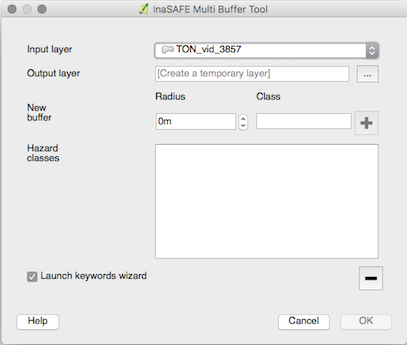 InaSAFE Multi Buffer Tool
Input layer
TON_vid_3857
Output layer
[Create a temporary layer]
...
Radius
Class
New
buffer
0m
Hazard
classes
Launch keywords wizard
Help
Cancel
OK